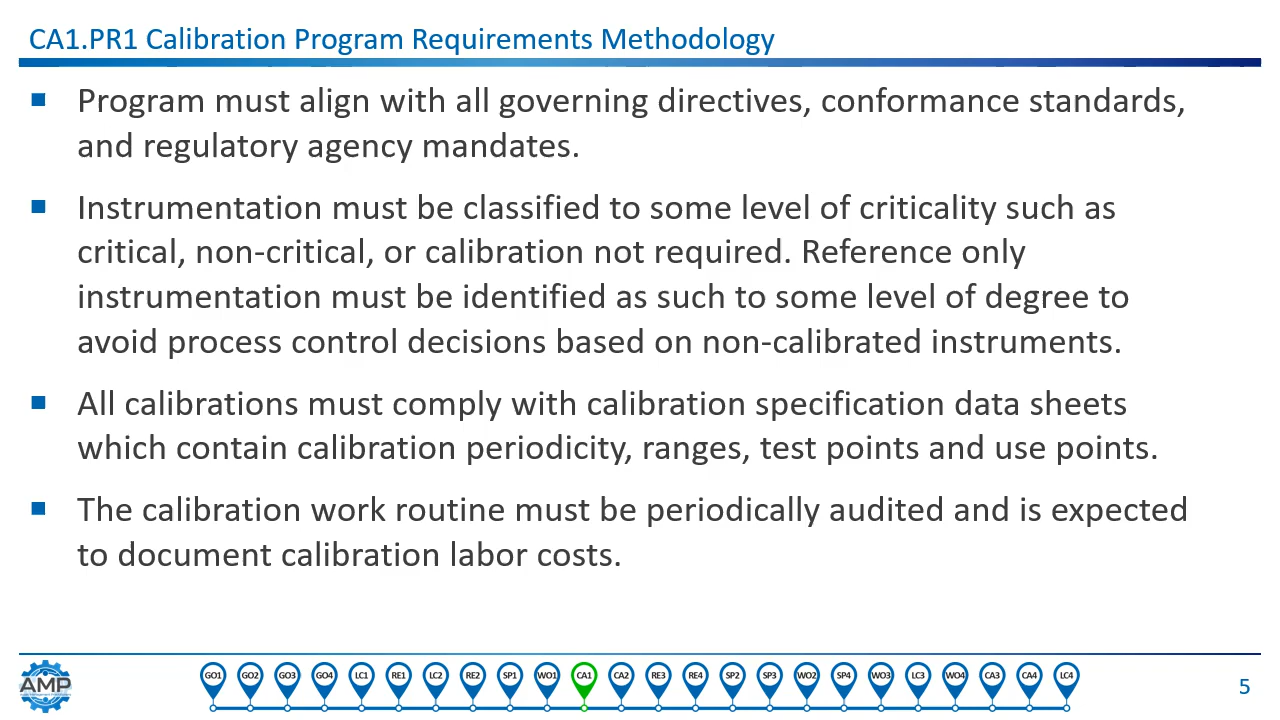 CA1.PR1 Calibration Program Requirements Methodology
Program must align with all governing directives, conformance standards,
and regulatory agency mandates.
Instrumentation must be classified to some level of criticality such as
critical, non-critical, or calibration not required. Reference only
instrumentation must be identified as such to some level of degree to
avoid process control decisions based on non-calibrated instruments.
All calibrations must comply with calibration specification data sheets
which contain calibration periodicity, ranges, test points and use points.
The calibration work routine must be periodically audited and is expected
to document calibration labor costs.
AMP
GO1 GO2 GO3 GO4 LC1 RE1 LC2 RE2 SP1 WO1 CA1 CA2 RE3 RE4 SP2 SP3 WO2 SP4 WO3 LC3 WO4 CA3 CA4 LC4
5